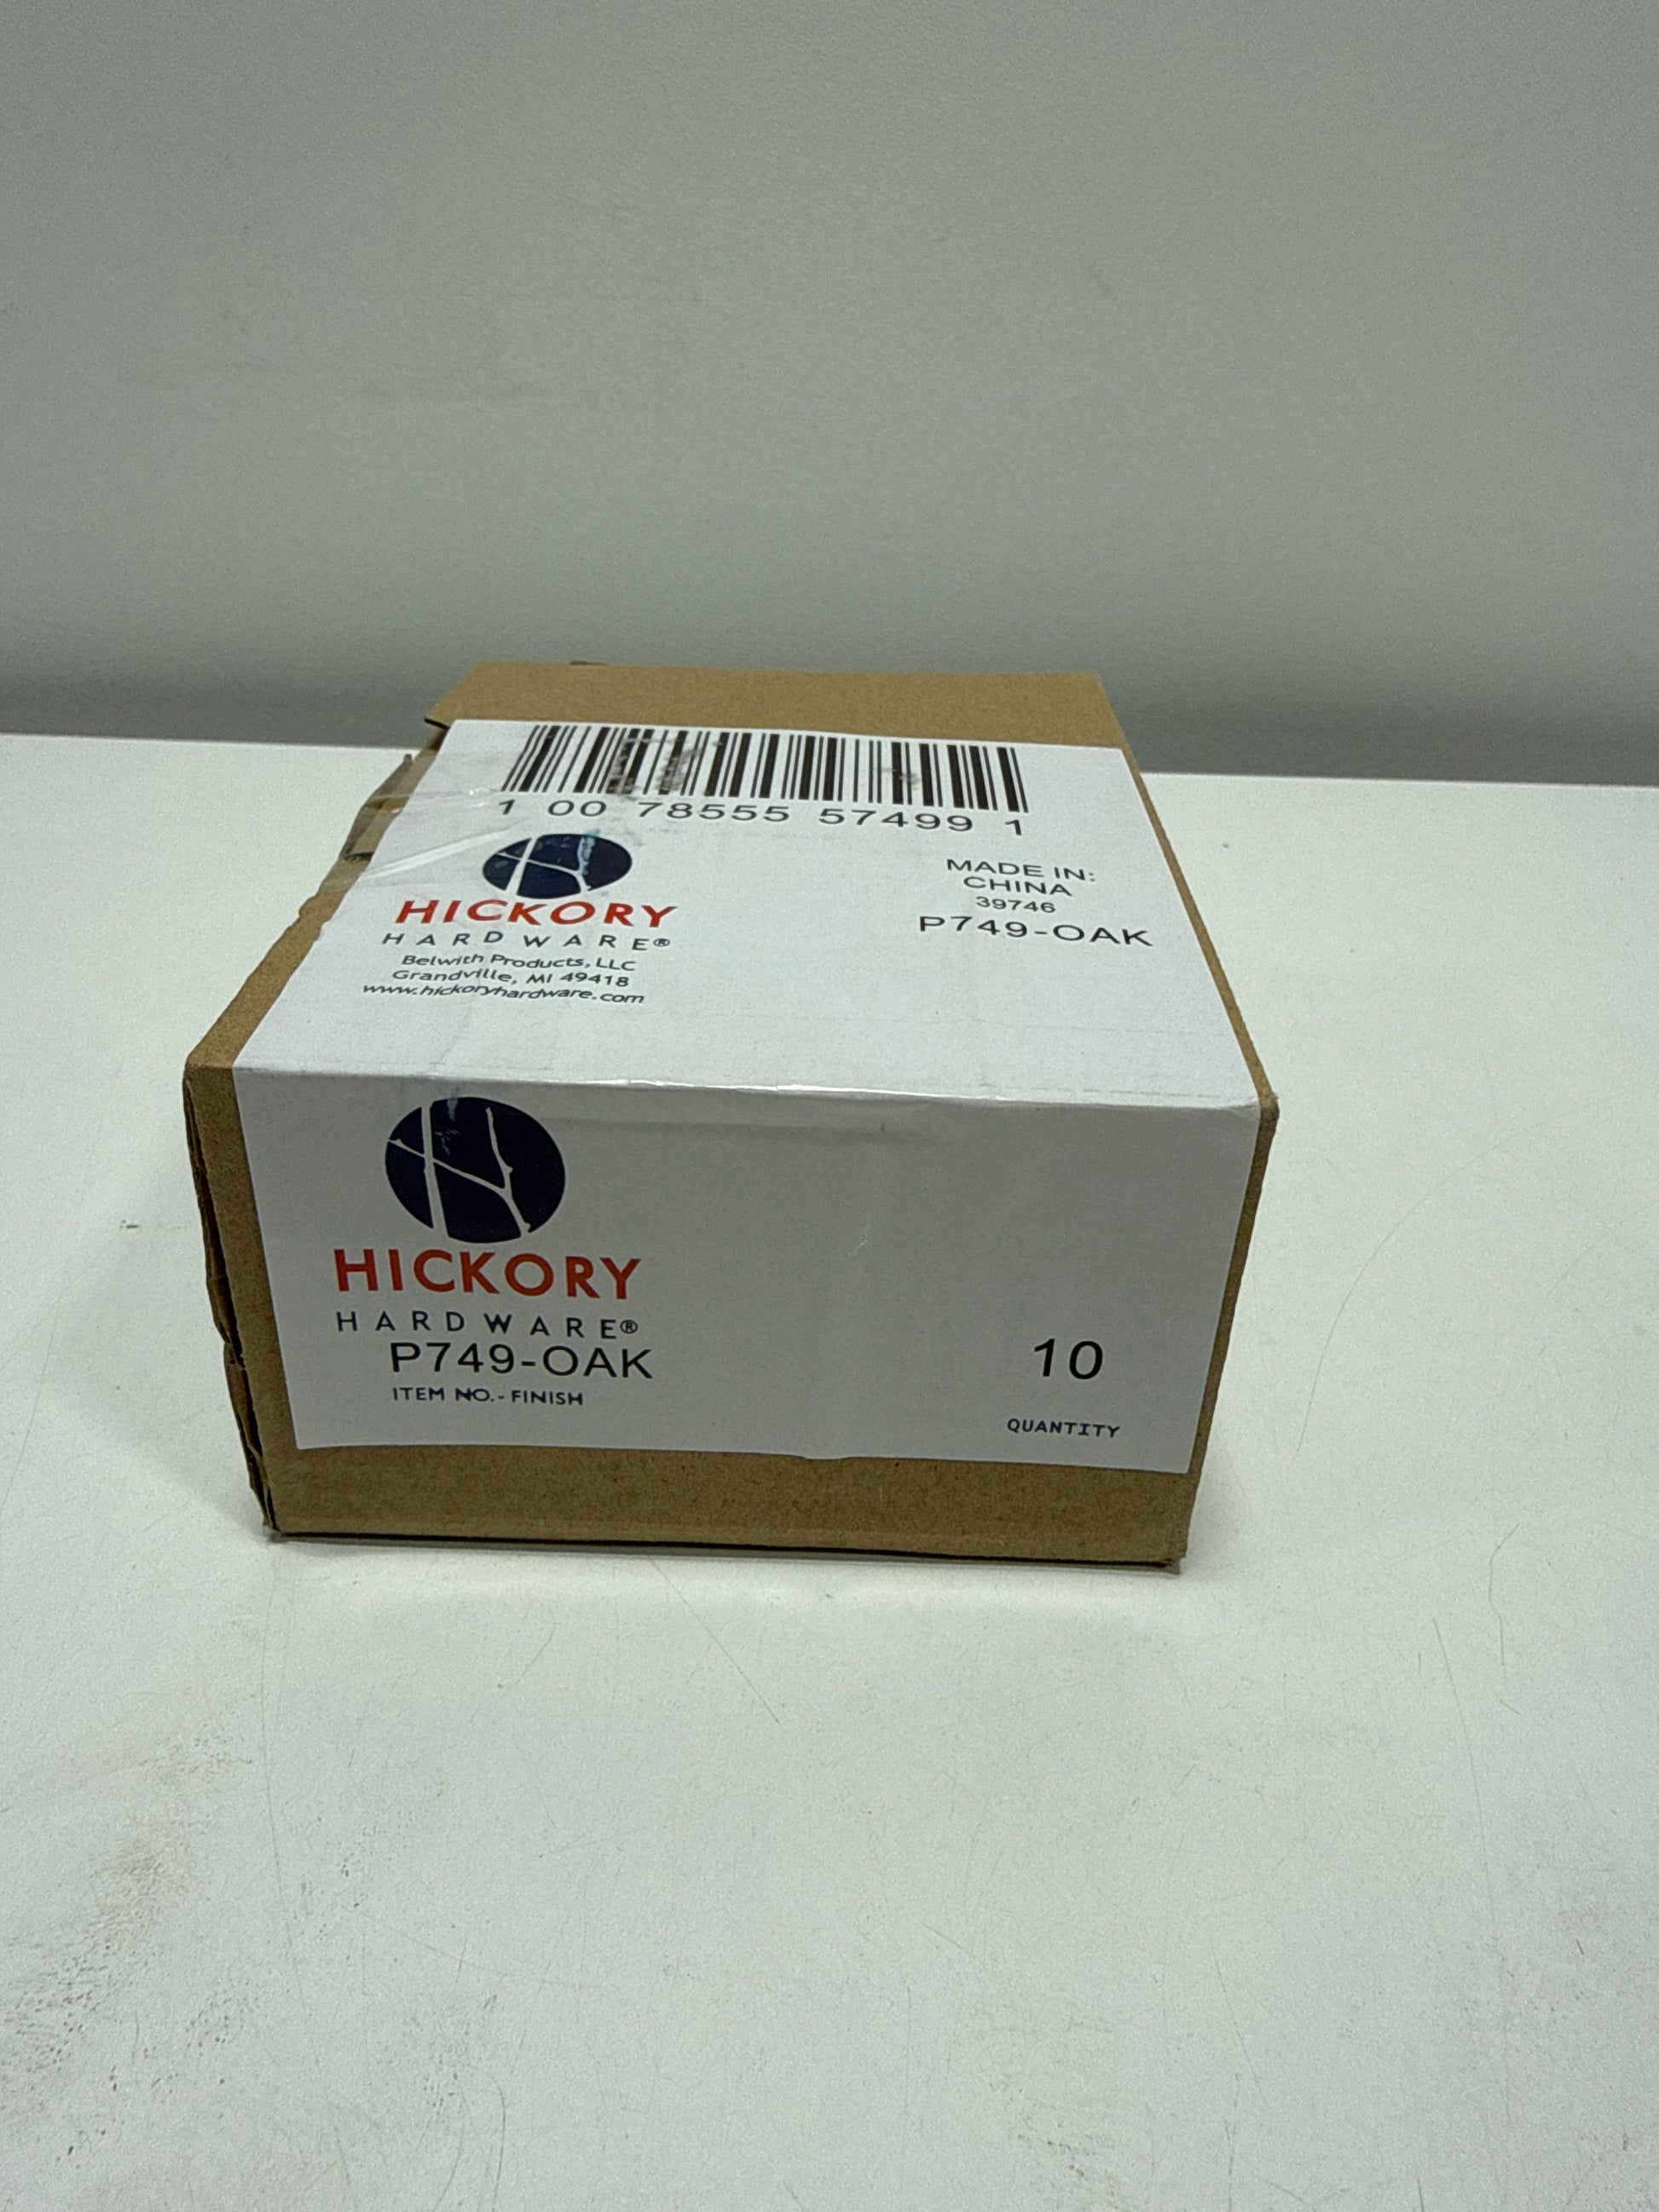 1 00 78555 57499 1
HICKORY
HARDWARE®
Belwith Products, LLC
Grandville, MI 49418
www.hickoryhardware.com
MADE IN:
CHINA
39746
P749-OAK
HICKORY
HARDWARE®
P749-OAK
ITEM NO.-FINISH
10
QUANTITY